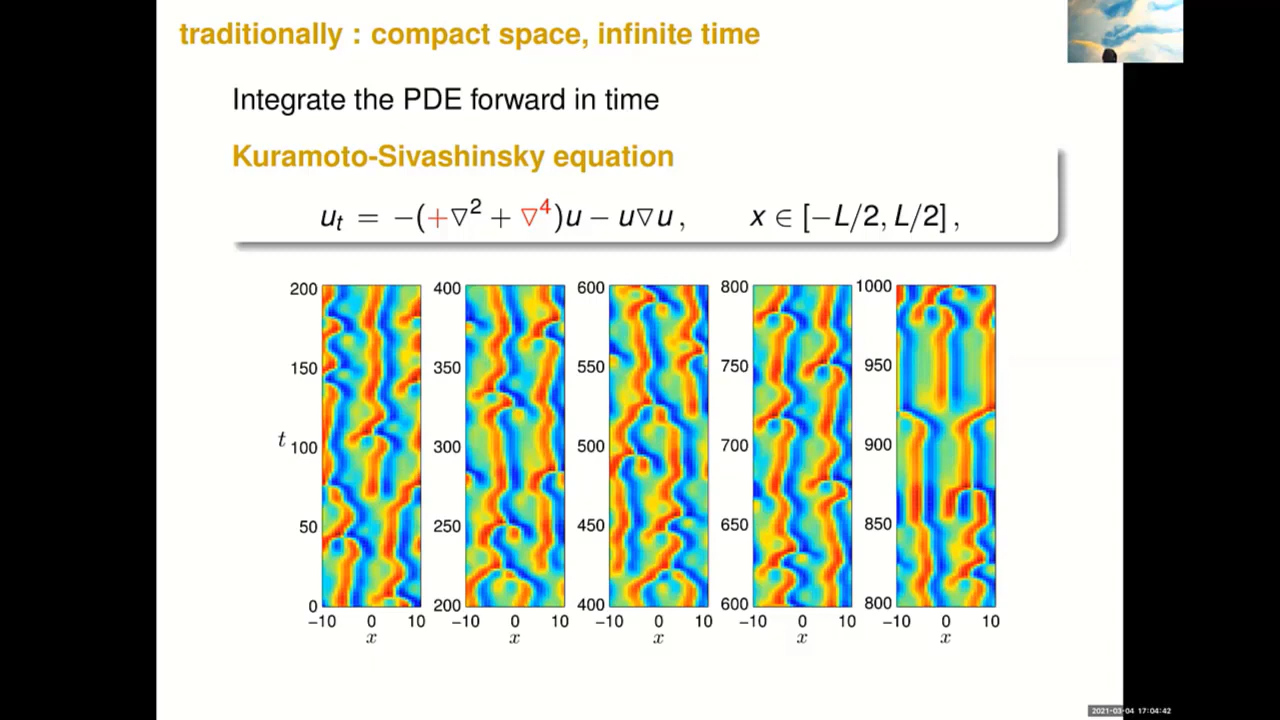 traditionally : compact space, infinite time
Integrate the PDE forward in time
Kuramoto-Sivashinsky equation
u_t = −(+▽² + ▽⁴)u − u▽u , x ∈ [−L/2, L/2] ,
200 400 600 800 1000
150 350 550 750 950
t 100 300 500 700 900
50 250 450 650 850
0 200 400 600 800
−10 0 10 −10 0 10 −10 0 10 −10 0 10 −10 0 10
x x x x x
2021-03-04 17:04:42